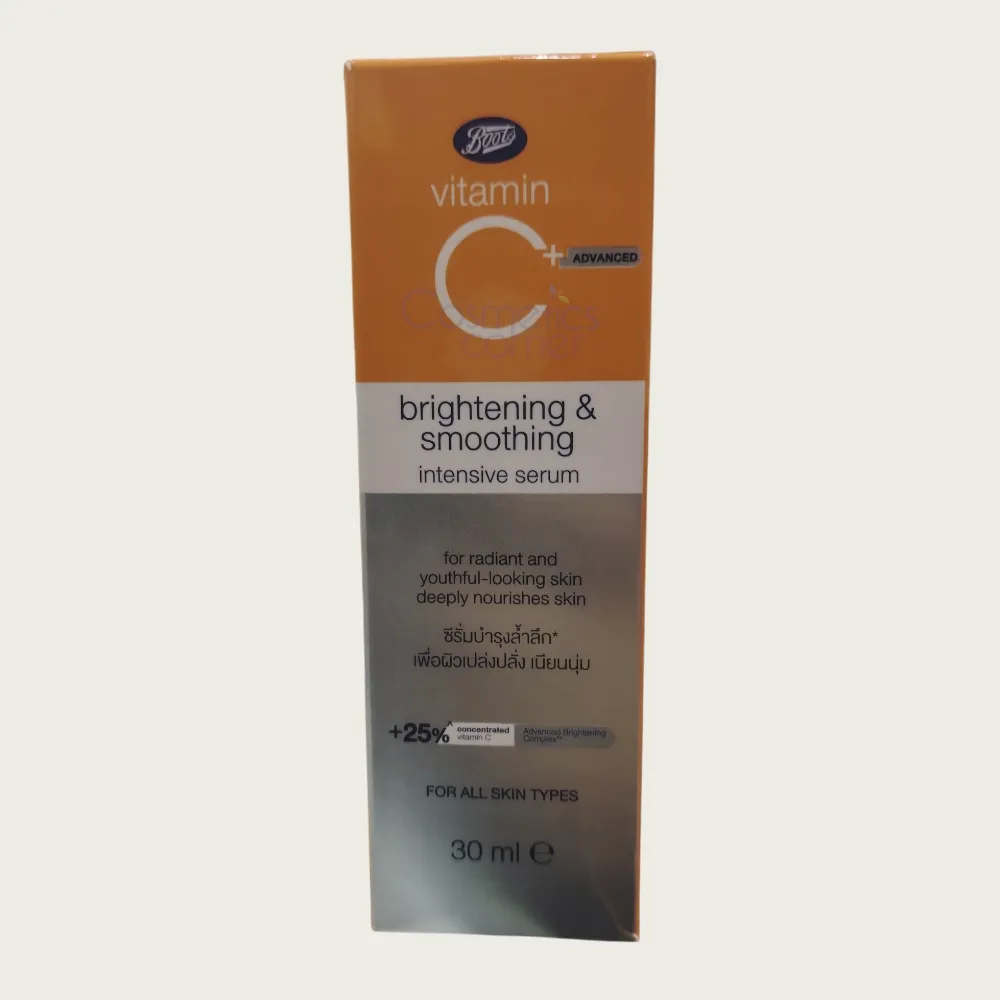 Boots
vitamin
C+ ADVANCED
brightening &
smoothing
intensive serum
for radiant and
youthful-looking skin
deeply nourishes skin
ซีรั่มบำรุงล้ำลึก*
เพื่อผิวเปล่งปลั่ง เนียนนุ่ม
+25%^ concentrated
vitamin C
Advanced Brightening
Complex**
FOR ALL SKIN TYPES
30 ml ℮